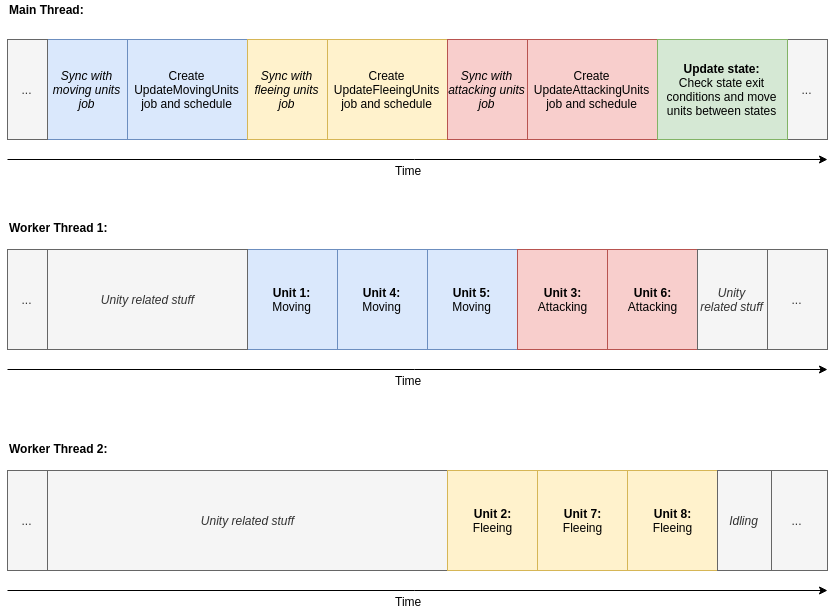 Main Thread:
...
Sync with
moving units
job
Create
UpdateMovingUnits
job and schedule
Sync with
fleeing units
job
Create
UpdateFleeingUnits
job and schedule
Sync with
attacking units
job
Create
UpdateAttackingUnits
job and schedule
Update state:
Check state exit
conditions and move
units between states
...
Time
Worker Thread 1:
...
Unity related stuff
Unit 1:
Moving
Unit 4:
Moving
Unit 5:
Moving
Unit 3:
Attacking
Unit 6:
Attacking
Unity
related stuff
...
Time
Worker Thread 2:
...
Unity related stuff
Unit 2:
Fleeing
Unit 7:
Fleeing
Unit 8:
Fleeing
Idling
...
Time